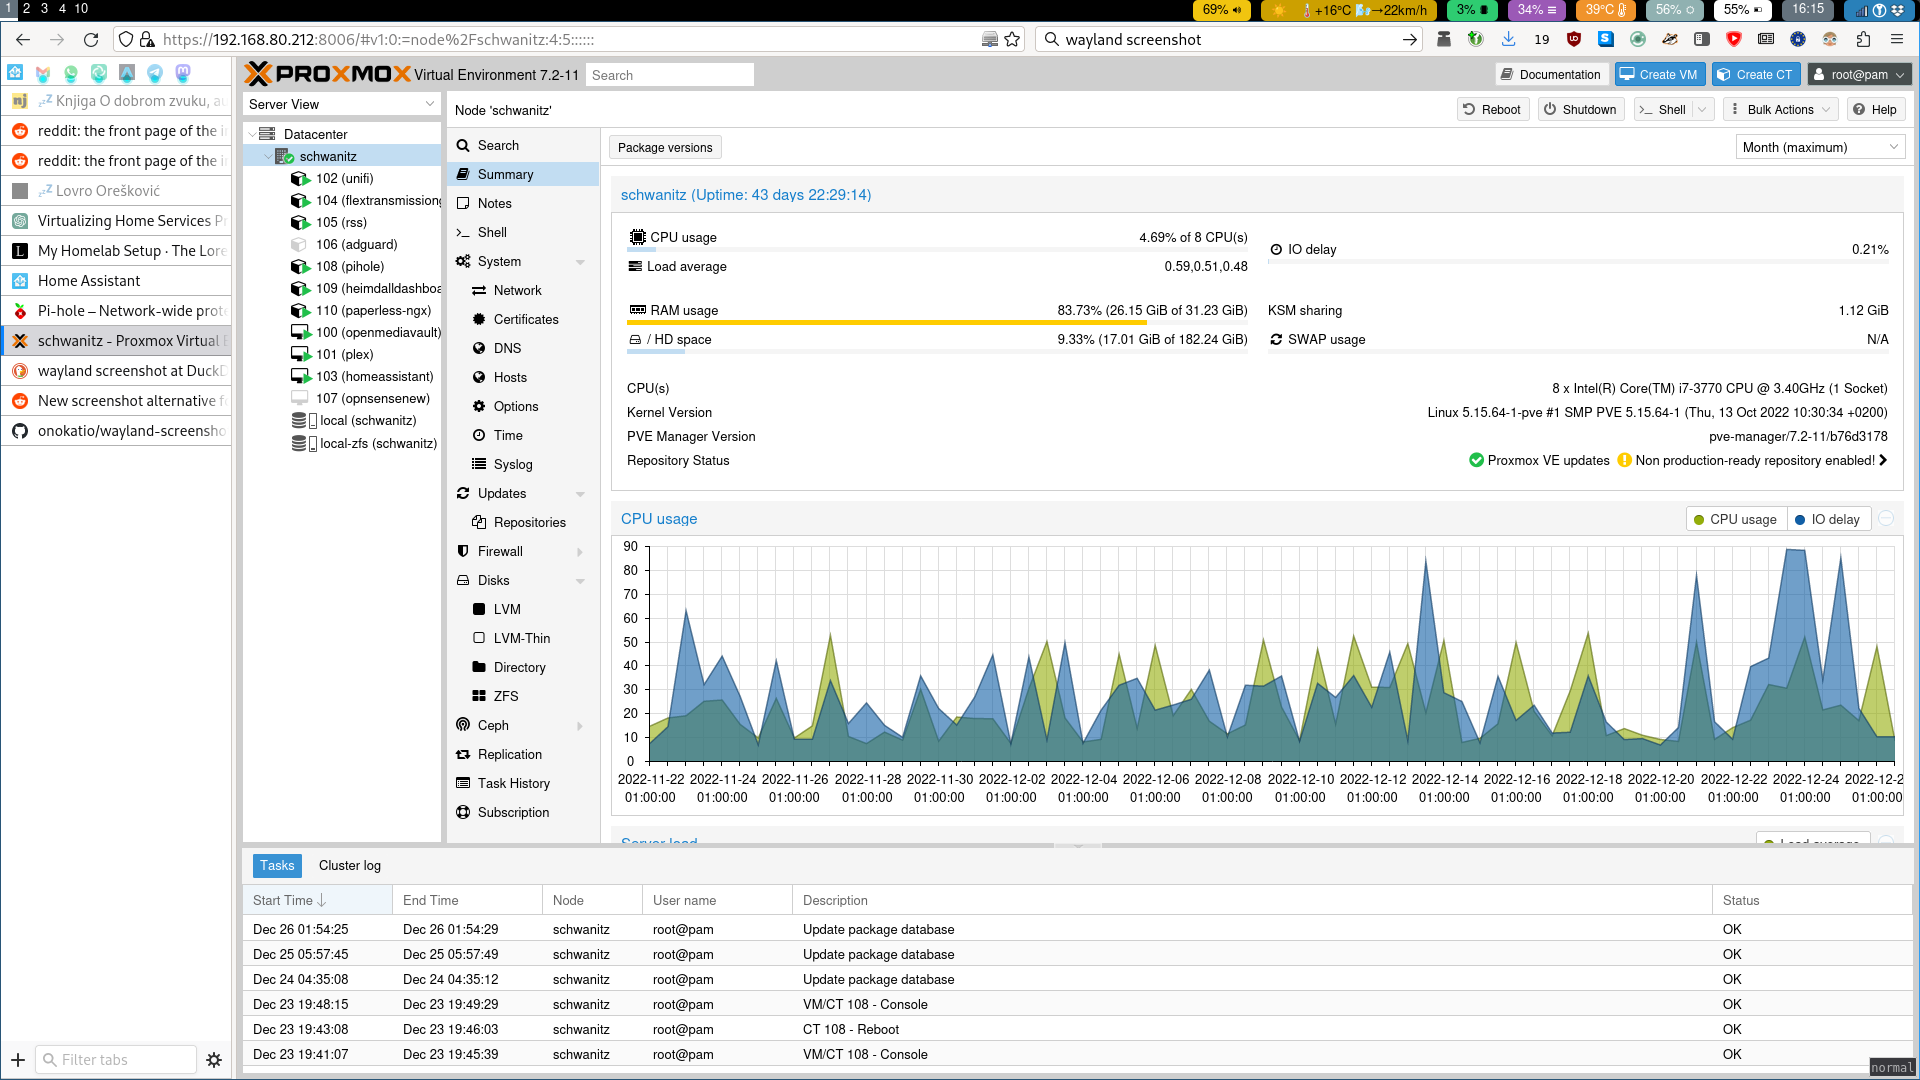 1 2 3 4 10
69% +16°C →22km/h 3% 34% 39°C 56% 55% 16:15
https://192.168.80.212:8006/#v1:0:=node%2Fschwanitz:4:5::::::
wayland screenshot
19
PROXMOX Virtual Environment 7.2-11
Search
Documentation
Create VM
Create CT
root@pam
nj Knjiga O dobrom zvuku, au
reddit: the front page of the i
reddit: the front page of the i
Lovro Orešković
Virtualizing Home Services P
L My Homelab Setup · The Lore
Home Assistant
Pi-hole – Network-wide prot
schwanitz - Proxmox Virtual E
wayland screenshot at DuckD
New screenshot alternative f
onokatio/wayland-screensho
Filter tabs
Server View
Datacenter
schwanitz
102 (unifi)
104 (flextransmission
105 (rss)
106 (adguard)
108 (pihole)
109 (heimdalldashboa
110 (paperless-ngx)
100 (openmediavault)
101 (plex)
103 (homeassistant)
107 (opnsensenew)
local (schwanitz)
local-zfs (schwanitz)
Node 'schwanitz'
Reboot
Shutdown
Shell
Bulk Actions
Help
Search
Summary
Notes
Shell
System
Network
Certificates
DNS
Hosts
Options
Time
Syslog
Updates
Repositories
Firewall
Disks
LVM
LVM-Thin
Directory
ZFS
Ceph
Replication
Task History
Subscription
Package versions
Month (maximum)
schwanitz (Uptime: 43 days 22:29:14)
CPU usage 4.69% of 8 CPU(s)
IO delay 0.21%
Load average 0.59,0.51,0.48
RAM usage 83.73% (26.15 GiB of 31.23 GiB)
KSM sharing 1.12 GiB
/ HD space 9.33% (17.01 GiB of 182.24 GiB)
SWAP usage N/A
CPU(s) 8 x Intel(R) Core(TM) i7-3770 CPU @ 3.40GHz (1 Socket)
Kernel Version Linux 5.15.64-1-pve #1 SMP PVE 5.15.64-1 (Thu, 13 Oct 2022 10:30:34 +0200)
PVE Manager Version pve-manager/7.2-11/b76d3178
Repository Status Proxmox VE updates Non production-ready repository enabled!
CPU usage
CPU usage IO delay
90
80
70
60
50
40
30
20
10
0
2022-11-22 2022-11-24 2022-11-26 2022-11-28 2022-11-30 2022-12-02 2022-12-04 2022-12-06 2022-12-08 2022-12-10 2022-12-12 2022-12-14 2022-12-16 2022-12-18 2022-12-20 2022-12-22 2022-12-24 2022-12-2
01:00:00 01:00:00 01:00:00 01:00:00 01:00:00 01:00:00 01:00:00 01:00:00 01:00:00 01:00:00 01:00:00 01:00:00 01:00:00 01:00:00 01:00:00 01:00:00 01:00:00 01:00:00
Server load
Load average
Tasks
Cluster log
Start Time End Time Node User name Description Status
Dec 26 01:54:25 Dec 26 01:54:29 schwanitz root@pam Update package database OK
Dec 25 05:57:45 Dec 25 05:57:49 schwanitz root@pam Update package database OK
Dec 24 04:35:08 Dec 24 04:35:12 schwanitz root@pam Update package database OK
Dec 23 19:48:15 Dec 23 19:49:29 schwanitz root@pam VM/CT 108 - Console OK
Dec 23 19:43:08 Dec 23 19:46:03 schwanitz root@pam CT 108 - Reboot OK
Dec 23 19:41:07 Dec 23 19:45:39 schwanitz root@pam VM/CT 108 - Console OK
normal